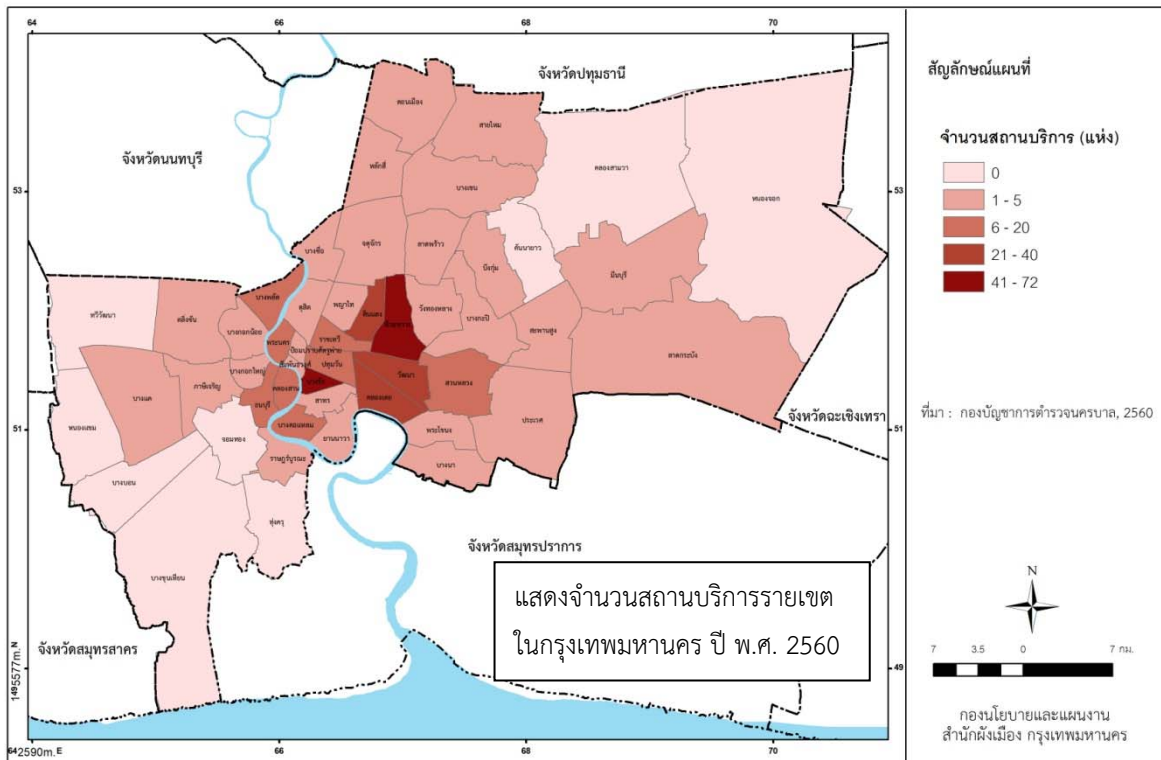 64
66
68
70
53
53
51
51
49
1495577m.N
642590m.E
66
68
70
จังหวัดปทุมธานี
จังหวัดนนทบุรี
จังหวัดฉะเชิงเทรา
จังหวัดสมุทรปราการ
จังหวัดสมุทรสาคร
ดอนเมือง
สายไหม
หลักสี่
บางเขน
คลองสามวา
หนองจอก
คันนายาว
มีนบุรี
บางซื่อ
จตุจักร
ลาดพร้าว
บึงกุ่ม
ทวีวัฒนา
ตลิ่งชัน
บางพลัด
ดุสิต
พญาไท
ดินแดง
ห้วยขวาง
วังทองหลาง
บางกะปิ
สะพานสูง
ลาดกระบัง
บางกอกน้อย
พระนคร
ราชเทวี
ป้อมปราบศัตรูพ่าย
สัมพันธวงศ์
ปทุมวัน
วัฒนา
สวนหลวง
บางกอกใหญ่
ภาษีเจริญ
บางแค
คลองสาน
บางรัก
ธนบุรี
สาทร
คลองเตย
ประเวศ
หนองแขม
จอมทอง
บางคอแหลม
ยานนาวา
พระโขนง
บางนา
ราษฎร์บูรณะ
บางบอน
ทุ่งครุ
บางขุนเทียน
แสดงจำนวนสถานบริการรายเขต
ในกรุงเทพมหานคร ปี พ.ศ. 2560
สัญลักษณ์แผนที่
จำนวนสถานบริการ (แห่ง)
0
1 - 5
6 - 20
21 - 40
41 - 72
ที่มา : กองบัญชาการตำรวจนครบาล, 2560
N
7 3.5 0 7 กม.
กองนโยบายและแผนงาน
สำนักผังเมือง กรุงเทพมหานคร